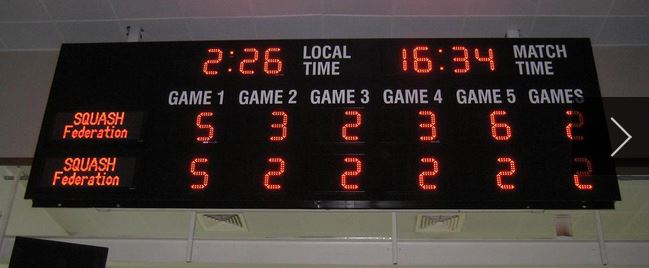 2:26 LOCAL TIME 16:34 MATCH TIME
GAME 1 GAME 2 GAME 3 GAME 4 GAME 5 GAMES
SQUASH Federation 5 3 2 3 6 2
SQUASH Federation 5 2 2 2 2 2